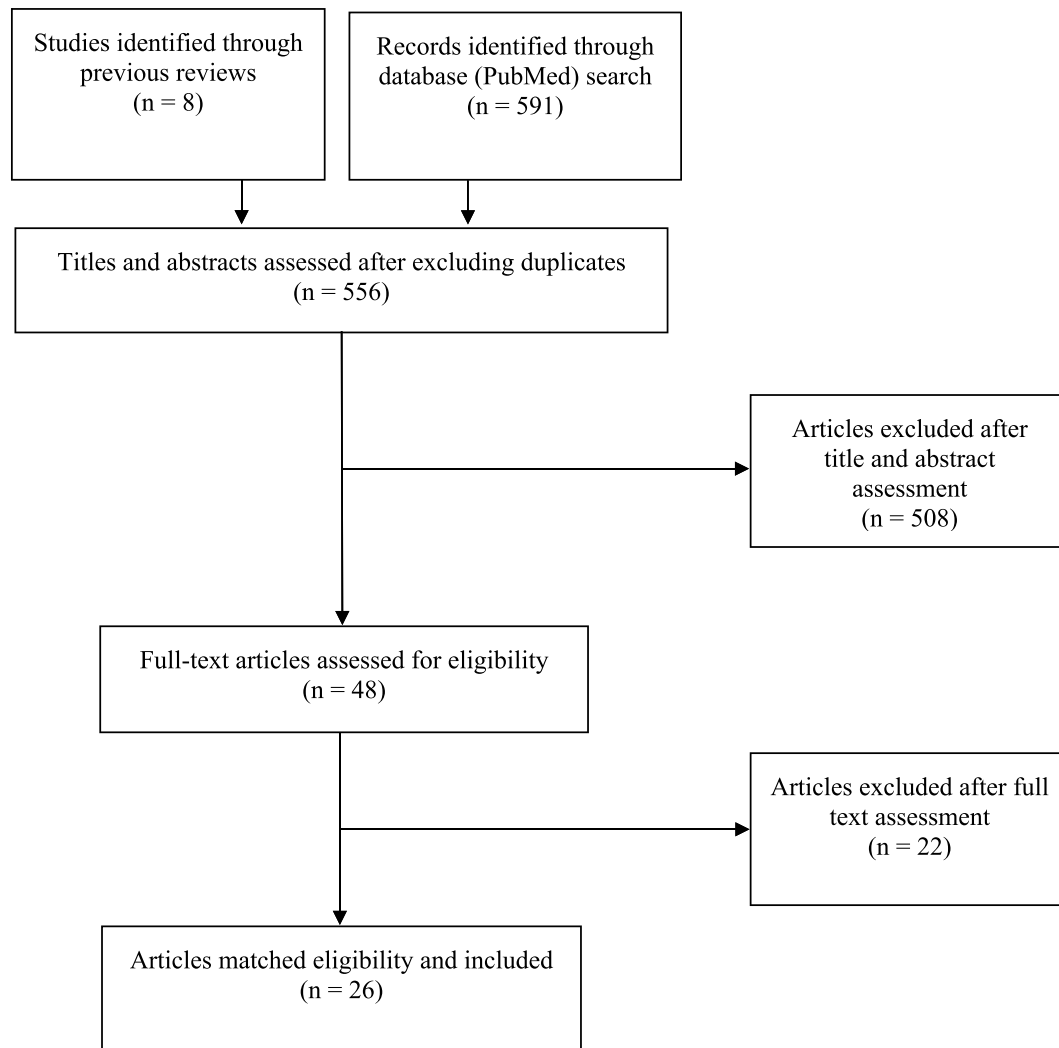 Studies identified through
previous reviews
(n = 8)
Records identified through
database (PubMed) search
(n = 591)
Titles and abstracts assessed after excluding duplicates
(n = 556)
Articles excluded after
title and abstract
assessment
(n = 508)
Full-text articles assessed for eligibility
(n = 48)
Articles excluded after full
text assessment
(n = 22)
Articles matched eligibility and included
(n = 26)